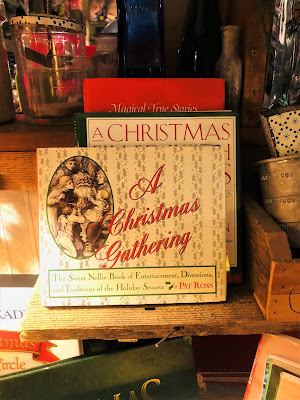 Magical True Stories
A CHRISTMAS
A
Christmas
Gathering
The Sweet Nellie Book of Entertainment, Diversions,
and Traditions of the Holiday Season
PAT ROSS
Circle